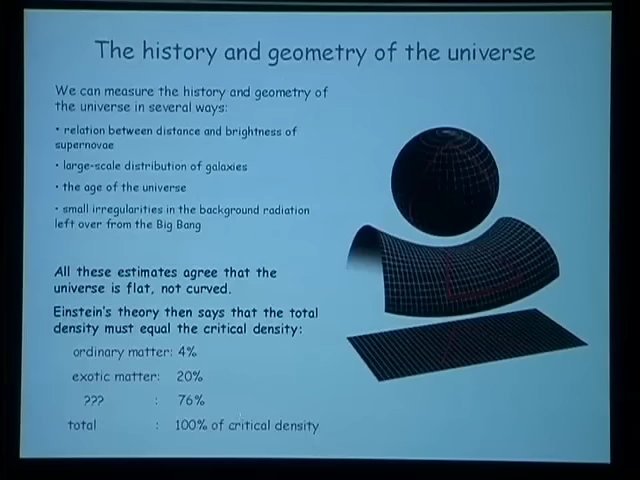 The history and geometry of the universe
We can measure the history and geometry of
the universe in several ways:
• relation between distance and brightness of
supernovae
• large-scale distribution of galaxies
• the age of the universe
• small irregularities in the background radiation
left over from the Big Bang
All these estimates agree that the
universe is flat, not curved.
Einstein's theory then says that the total
density must equal the critical density:
ordinary matter: 4%
exotic matter: 20%
??? : 76%
total : 100% of critical density